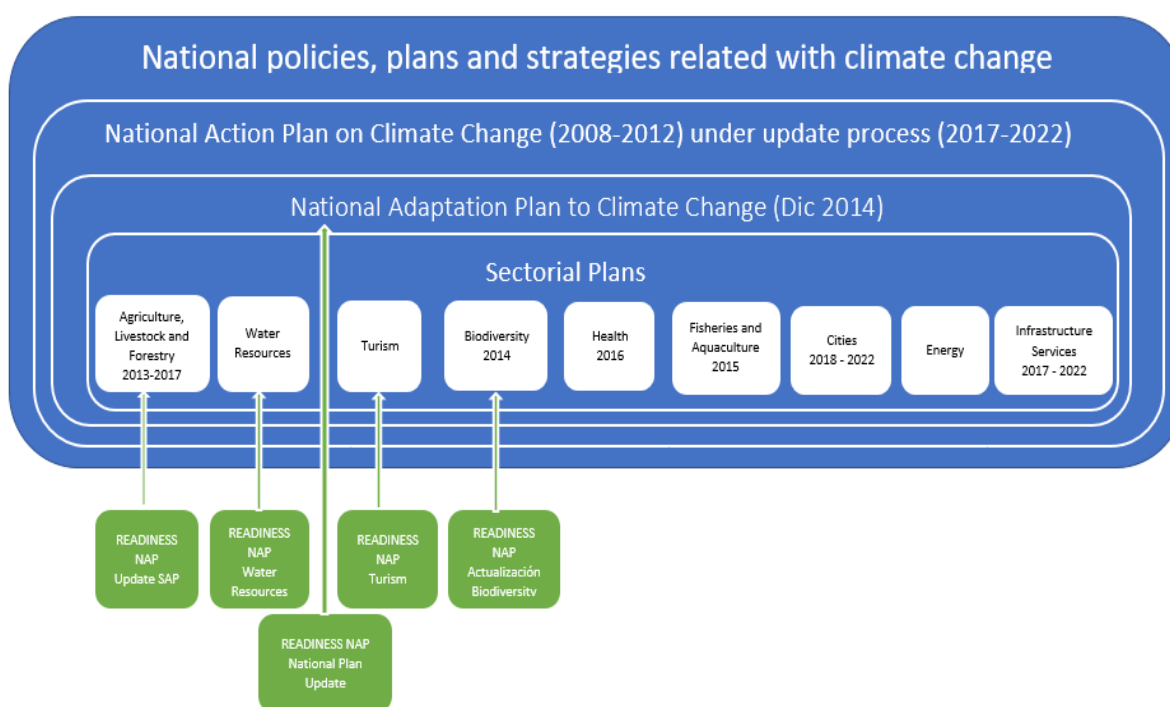 National policies, plans and strategies related with climate change
National Action Plan on Climate Change (2008-2012) under update process (2017-2022)
National Adaptation Plan to Climate Change (Dic 2014)
Sectorial Plans
Agriculture,
Livestock and
Forestry
2013-2017
Water
Resources
Turism
Biodiversity
2014
Health
2016
Fisheries and
Aquaculture
2015
Cities
2018 - 2022
Energy
Infrastructure
Services
2017 - 2022
READINESS
NAP
Update SAP
READINESS
NAP
Water
Resources
READINESS
NAP
Turism
READINESS
NAP
Actualización
Biodiversity
READINESS NAP
National Plan
Update